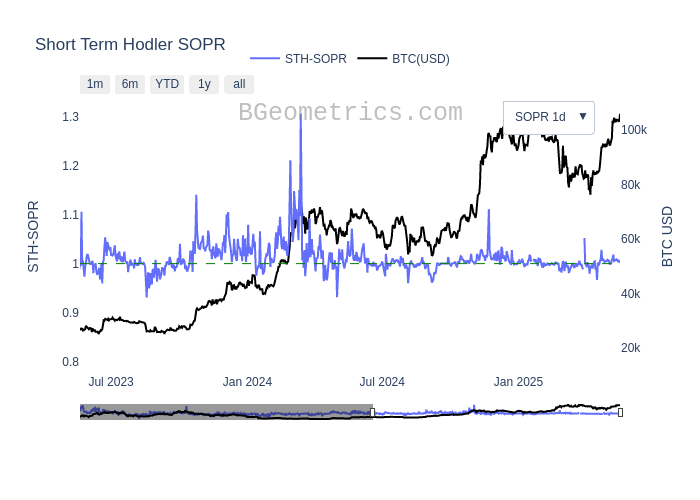 Short Term Hodler SOPR
STH-SOPR BTC(USD)
1m 6m YTD 1y all
BGeometrics.com
SOPR 1d ▼
1.3
1.2
1.1
1
0.9
0.8
STH-SOPR
100k
80k
60k
40k
20k
BTC USD
Jul 2023 Jan 2024 Jul 2024 Jan 2025